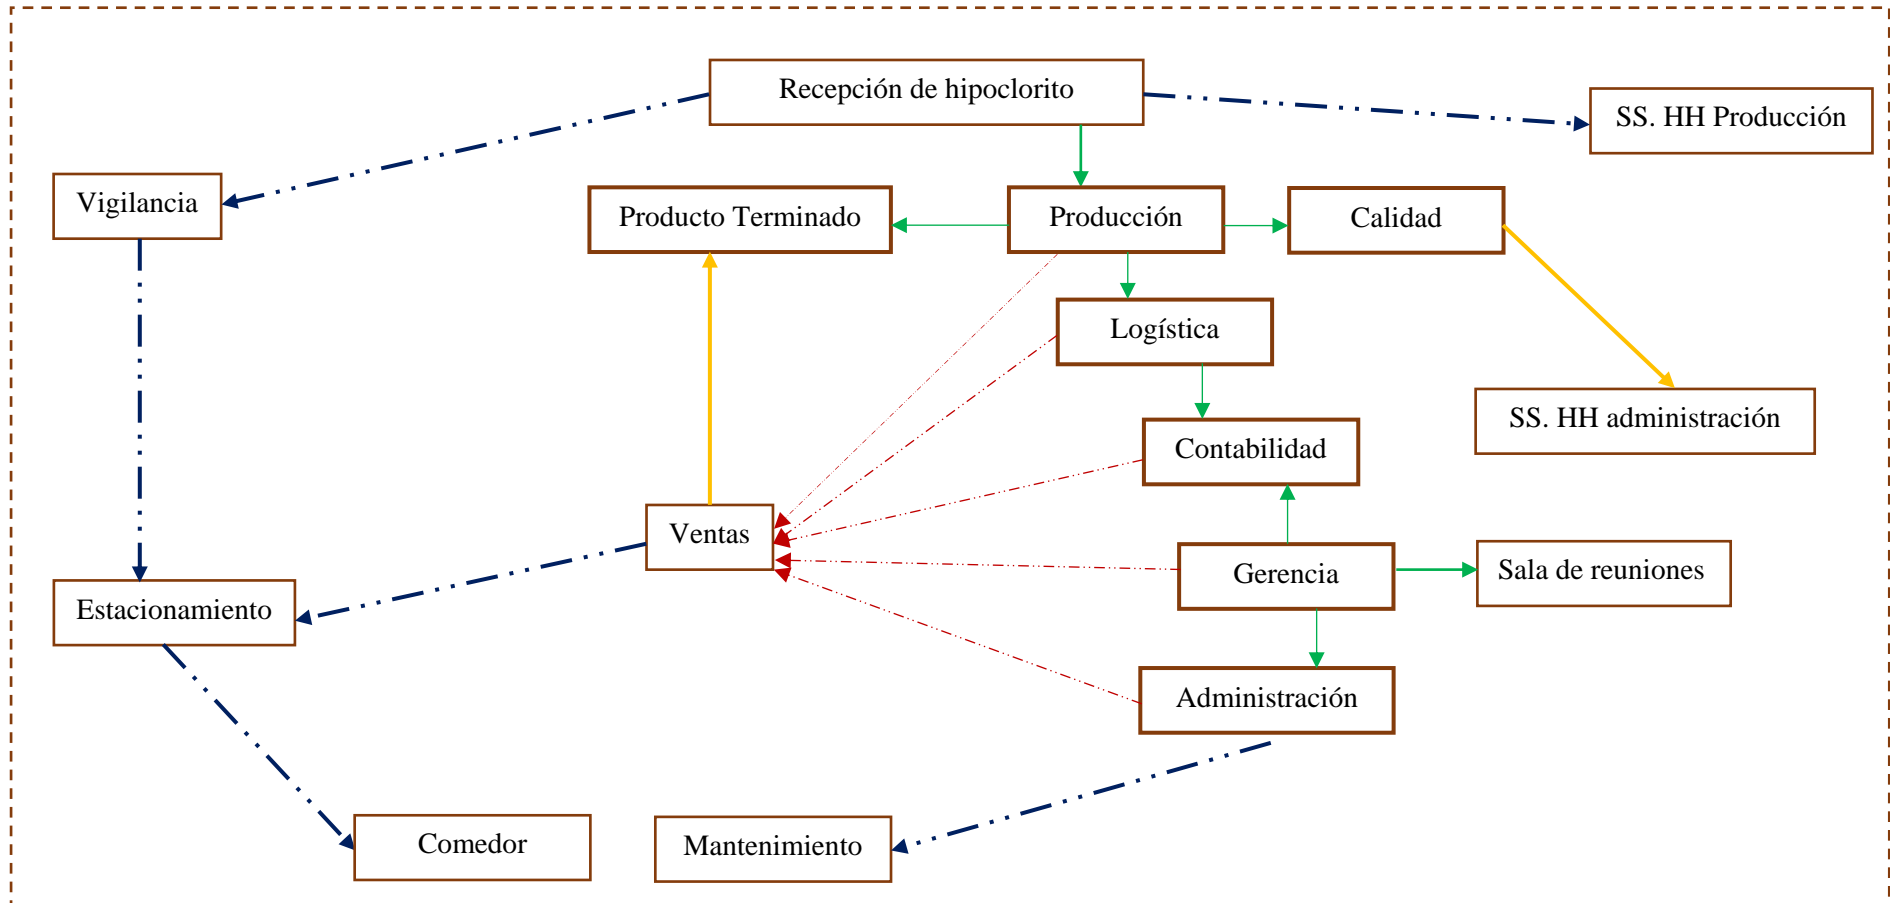 Recepción de hipoclorito
SS. HH Producción
Vigilancia
Producto Terminado
Producción
Calidad
Logística
SS. HH administración
Contabilidad
Ventas
Gerencia
Sala de reuniones
Estacionamiento
Administración
Comedor
Mantenimiento